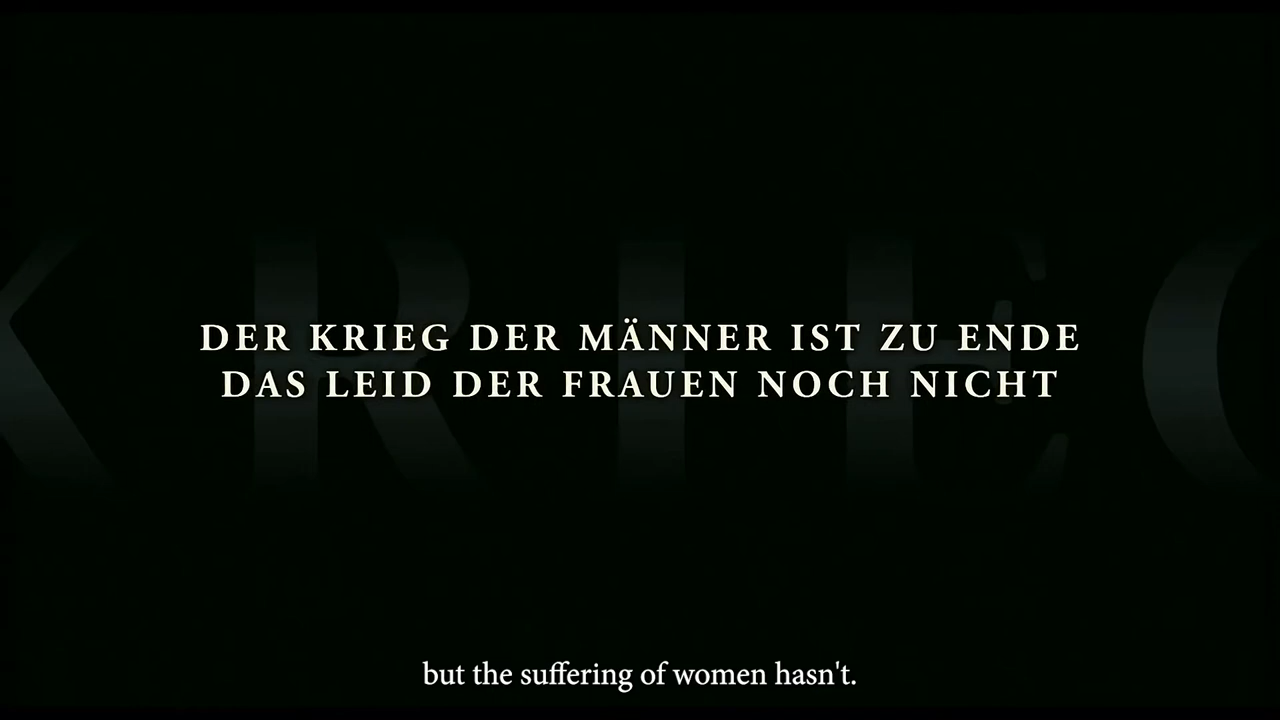 DER KRIEG DER MÄNNER IST ZU ENDE
DAS LEID DER FRAUEN NOCH NICHT
but the suffering of women hasn't.